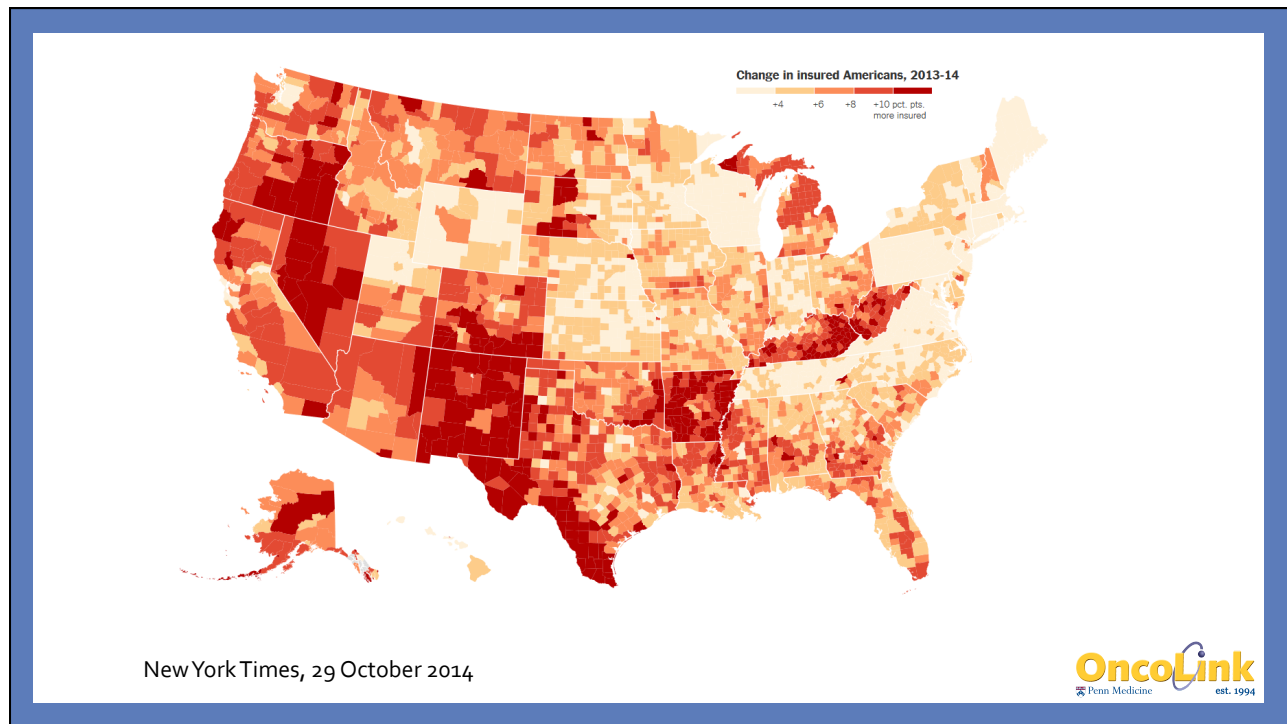 Change in insured Americans, 2013-14
+4 +6 +8 +10 pct. pts.
more insured
New York Times, 29 October 2014
OncoLink
Penn Medicine est. 1994